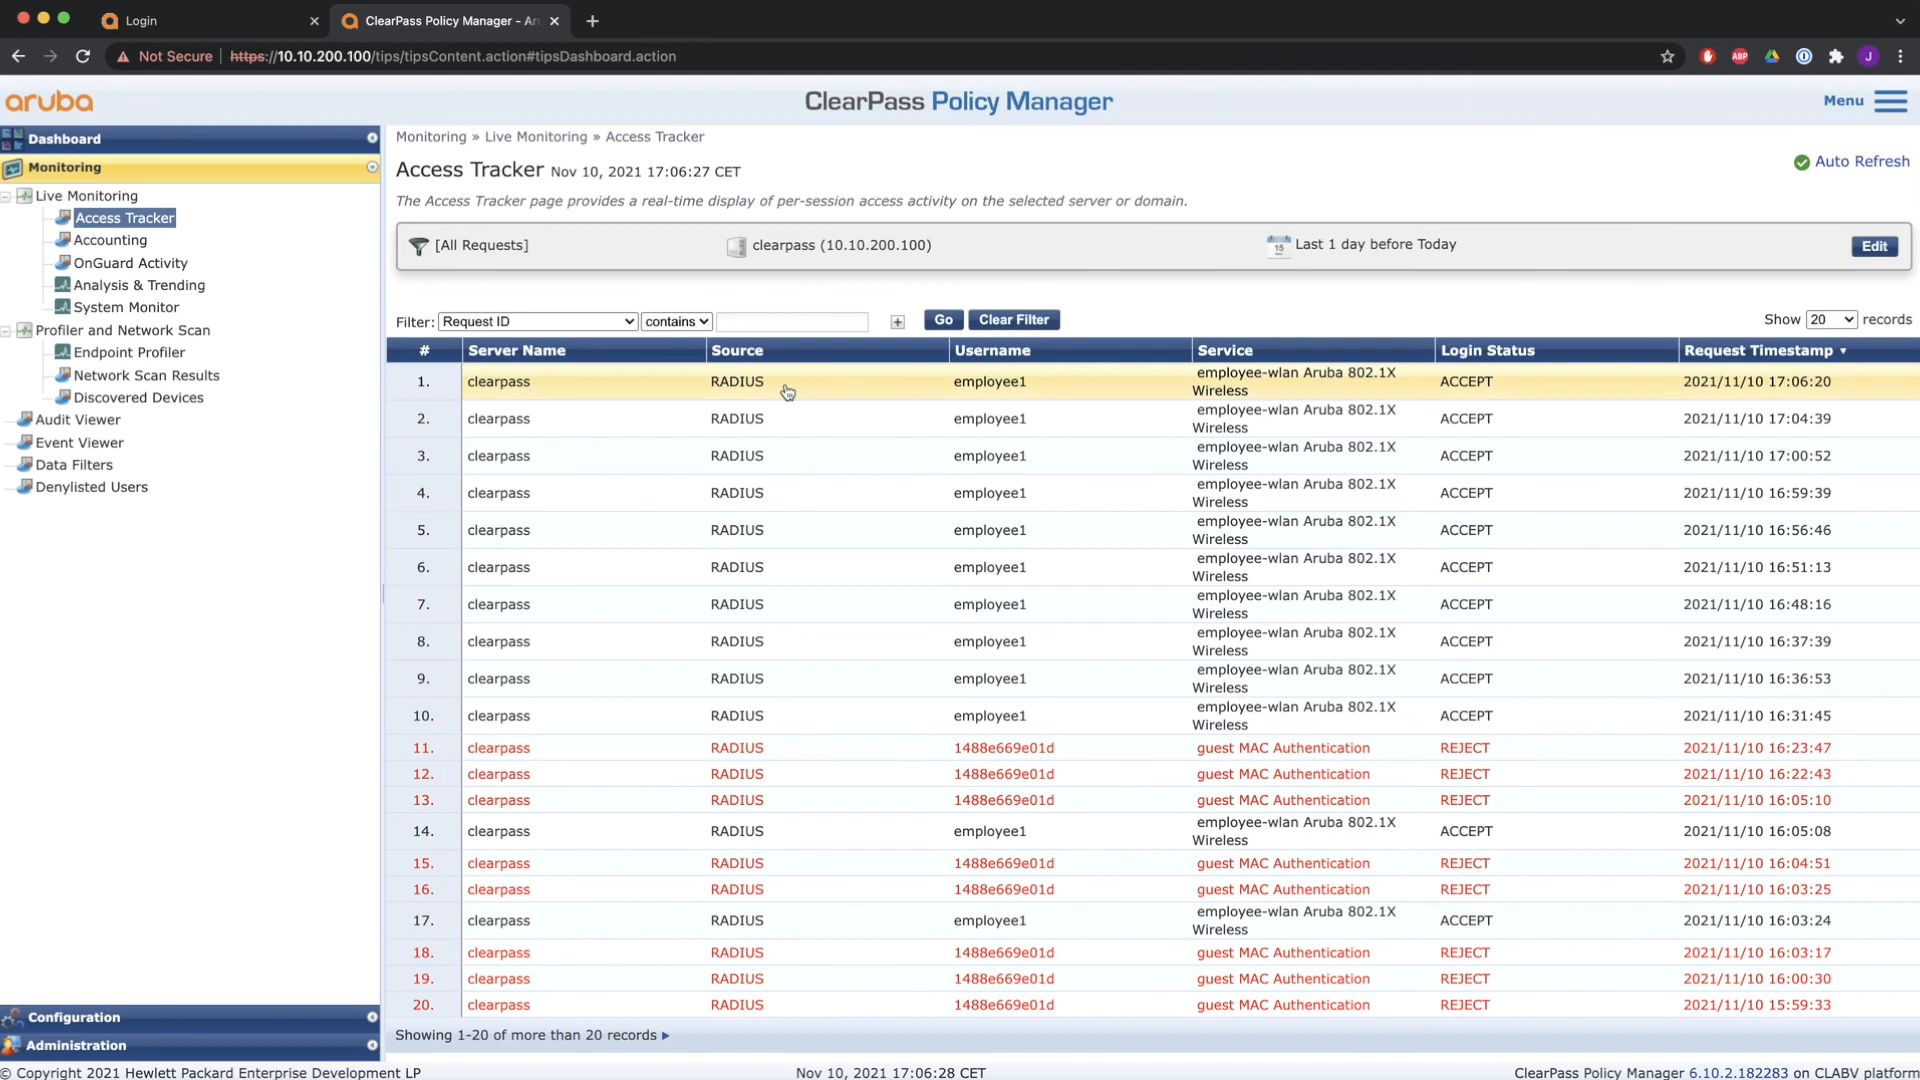 Login
ClearPass Policy Manager - Ar
Not Secure
https://10.10.200.100/tips/tipsContent.action#tipsDashboard.action
ABP
J
aruba
ClearPass Policy Manager
Menu
Dashboard
Monitoring
Live Monitoring
Access Tracker
Accounting
OnGuard Activity
Analysis & Trending
System Monitor
Profiler and Network Scan
Endpoint Profiler
Network Scan Results
Discovered Devices
Audit Viewer
Event Viewer
Data Filters
Denylisted Users
Configuration
Administration
Monitoring » Live Monitoring » Access Tracker
Access Tracker Nov 10, 2021 17:06:27 CET
Auto Refresh
The Access Tracker page provides a real-time display of per-session access activity on the selected server or domain.
[All Requests]
clearpass (10.10.200.100)
15
Last 1 day before Today
Edit
Filter: Request ID contains + Go Clear Filter
Show 20 records
# Server Name Source Username Service Login Status Request Timestamp ▼
1. clearpass RADIUS employee1 employee-wlan Aruba 802.1X Wireless ACCEPT 2021/11/10 17:06:20
2. clearpass RADIUS employee1 employee-wlan Aruba 802.1X Wireless ACCEPT 2021/11/10 17:04:39
3. clearpass RADIUS employee1 employee-wlan Aruba 802.1X Wireless ACCEPT 2021/11/10 17:00:52
4. clearpass RADIUS employee1 employee-wlan Aruba 802.1X Wireless ACCEPT 2021/11/10 16:59:39
5. clearpass RADIUS employee1 employee-wlan Aruba 802.1X Wireless ACCEPT 2021/11/10 16:56:46
6. clearpass RADIUS employee1 employee-wlan Aruba 802.1X Wireless ACCEPT 2021/11/10 16:51:13
7. clearpass RADIUS employee1 employee-wlan Aruba 802.1X Wireless ACCEPT 2021/11/10 16:48:16
8. clearpass RADIUS employee1 employee-wlan Aruba 802.1X Wireless ACCEPT 2021/11/10 16:37:39
9. clearpass RADIUS employee1 employee-wlan Aruba 802.1X Wireless ACCEPT 2021/11/10 16:36:53
10. clearpass RADIUS employee1 employee-wlan Aruba 802.1X Wireless ACCEPT 2021/11/10 16:31:45
11. clearpass RADIUS 1488e669e01d guest MAC Authentication REJECT 2021/11/10 16:23:47
12. clearpass RADIUS 1488e669e01d guest MAC Authentication REJECT 2021/11/10 16:22:43
13. clearpass RADIUS 1488e669e01d guest MAC Authentication REJECT 2021/11/10 16:05:10
14. clearpass RADIUS employee1 employee-wlan Aruba 802.1X Wireless ACCEPT 2021/11/10 16:05:08
15. clearpass RADIUS 1488e669e01d guest MAC Authentication REJECT 2021/11/10 16:04:51
16. clearpass RADIUS 1488e669e01d guest MAC Authentication REJECT 2021/11/10 16:03:25
17. clearpass RADIUS employee1 employee-wlan Aruba 802.1X Wireless ACCEPT 2021/11/10 16:03:24
18. clearpass RADIUS 1488e669e01d guest MAC Authentication REJECT 2021/11/10 16:03:17
19. clearpass RADIUS 1488e669e01d guest MAC Authentication REJECT 2021/11/10 16:00:30
20. clearpass RADIUS 1488e669e01d guest MAC Authentication REJECT 2021/11/10 15:59:33
Showing 1-20 of more than 20 records ▶
© Copyright 2021 Hewlett Packard Enterprise Development LP
Nov 10, 2021 17:06:28 CET
ClearPass Policy Manager 6.10.2.182283 on CLABV platform